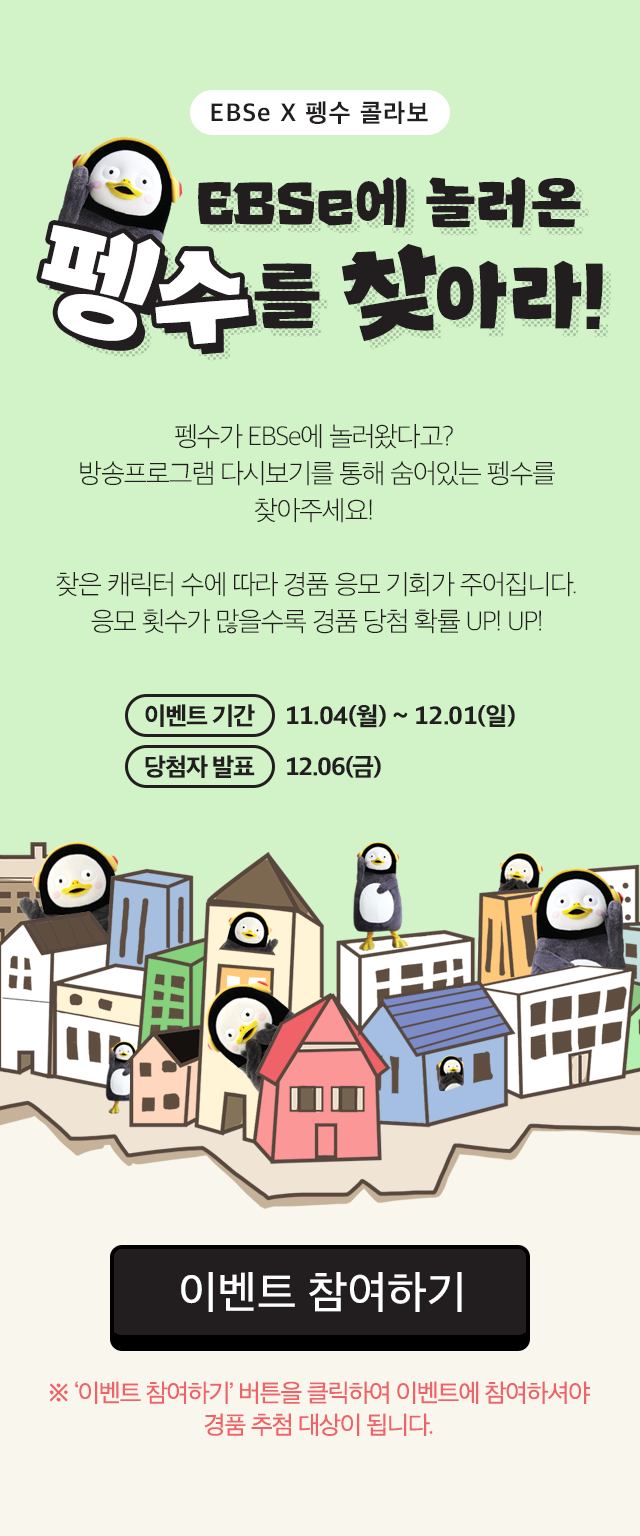 EBSe X 펭수 콜라보
EBSe에 놀러온
펭수를 찾아라!
펭수가 EBSe에 놀러왔다고?
방송프로그램 다시보기를 통해 숨어있는 펭수를
찾아주세요!
찾은 캐릭터 수에 따라 경품 응모 기회가 주어집니다.
응모 횟수가 많을수록 경품 당첨 확률 UP! UP!
이벤트 기간 11.04(월) ~ 12.01(일)
당첨자 발표 12.06(금)
이벤트 참여하기
※ ‘이벤트 참여하기’ 버튼을 클릭하여 이벤트에 참여하셔야
경품 추첨 대상이 됩니다.